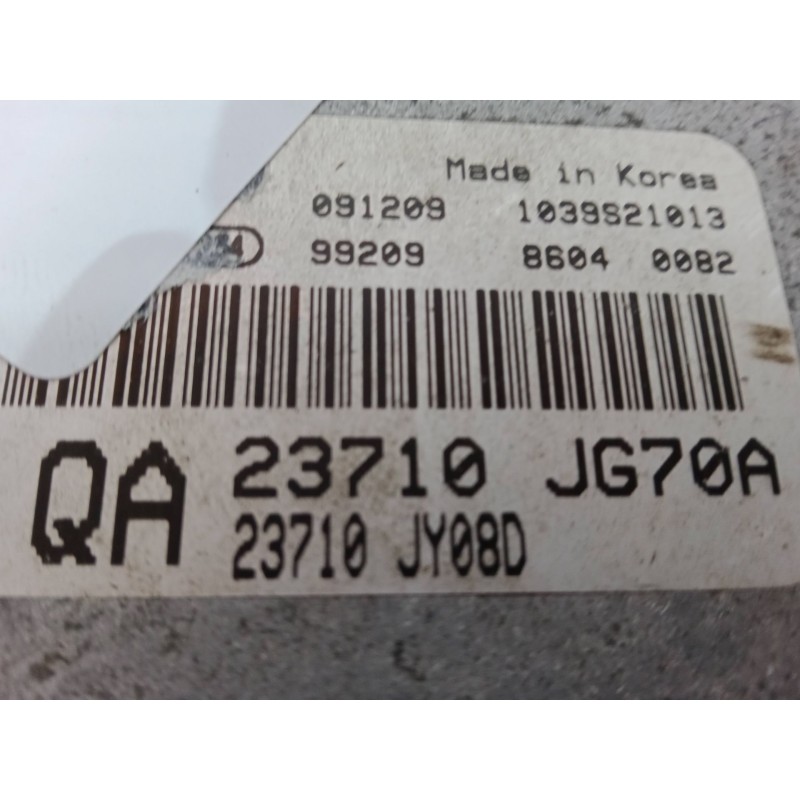 Made in Korea
091209 1039S21013
99209 8604 0082
QA 23710 JG70A
23710 JY08D